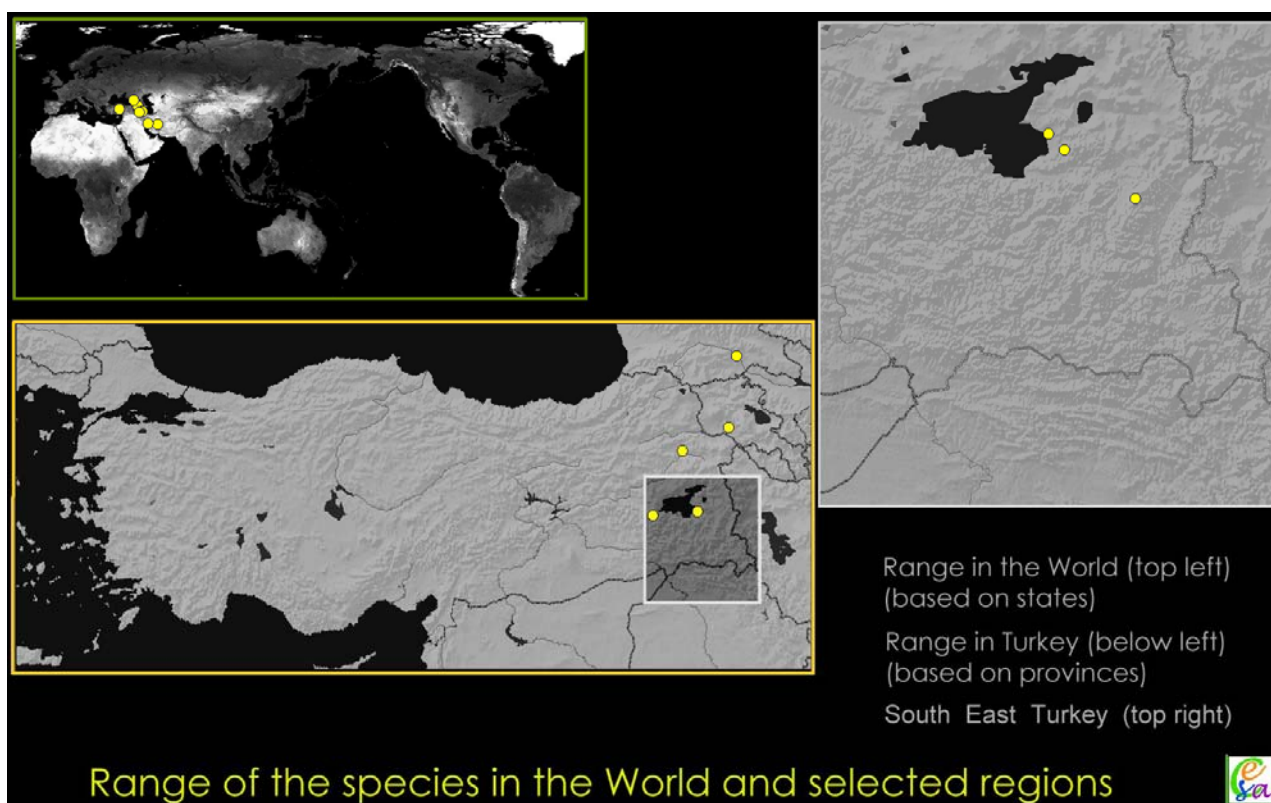 Range in the World (top left)
(based on states)
Range in Turkey (below left)
(based on provinces)
South East Turkey (top right)
Range of the species in the World and selected regions
Cesa